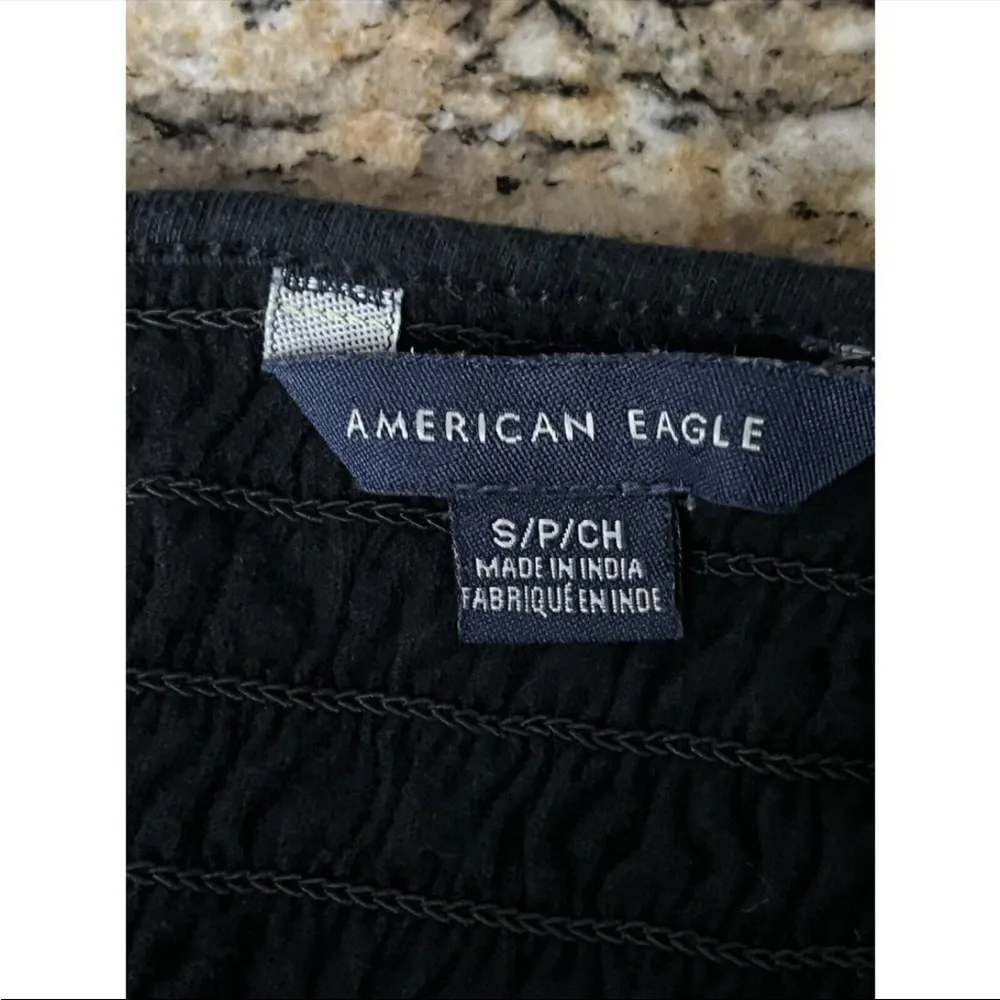 AMERICAN EAGLE
S/P/CH
MADE IN INDIA
FABRIQUÉ EN INDE